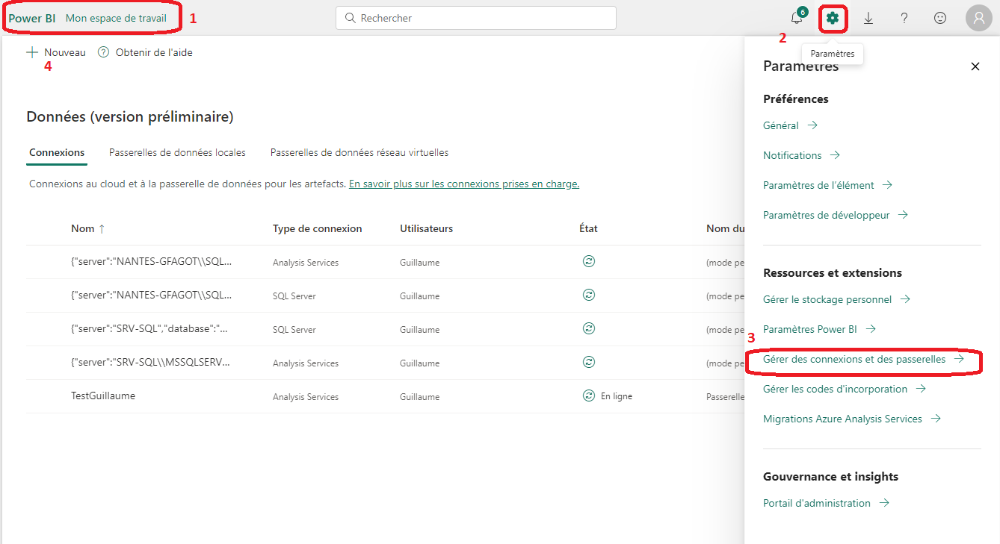 Power BI Mon espace de travail 1
Rechercher
6
2
Paramètres
+ Nouveau Obtenir de l'aide
4
Données (version préliminaire)
Connexions Passerelles de données locales Passerelles de données réseau virtuelles
Connexions au cloud et à la passerelle de données pour les artefacts. En savoir plus sur les connexions prises en charge.
Nom ↑ Type de connexion Utilisateurs État Nom du
{"server":"NANTES-GFAGOT\\SQL... Analysis Services Guillaume (mode pe
{"server":"NANTES-GFAGOT\\SQL... SQL Server Guillaume (mode pe
{"server":"SRV-SQL","database":"... SQL Server Guillaume (mode pe
{"server":"SRV-SQL\\MSSQLSERV... Analysis Services Guillaume (mode pe
TestGuillaume Analysis Services Guillaume En ligne Passerelle
Paramètres
Préférences
Général →
Notifications →
Paramètres de l'élément →
Paramètres de développeur →
Ressources et extensions
Gérer le stockage personnel →
Paramètres Power BI →
3
Gérer des connexions et des passerelles →
Gérer les codes d'incorporation →
Migrations Azure Analysis Services →
Gouvernance et insights
Portail d'administration →